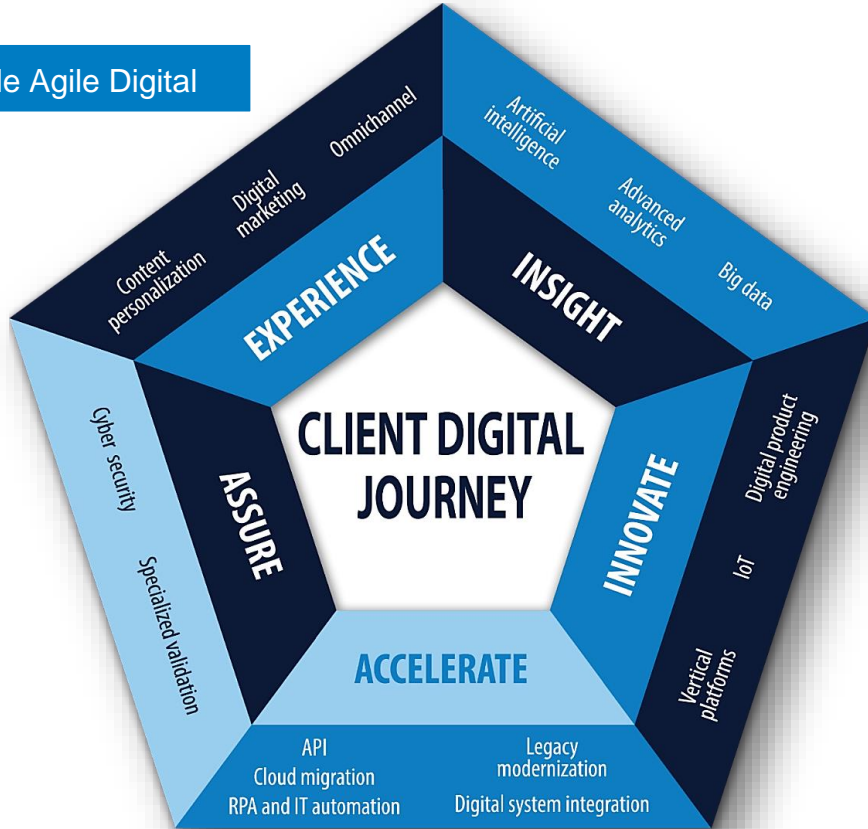 Agile Digital
Omnichannel
Digital
marketing
Content
personalization
EXPERIENCE
Artificial
intelligence
Advanced
analytics
Big data
INSIGHT
CLIENT DIGITAL
JOURNEY
Cyber security
Specialized validation
ASSURE
INNOVATE
Digital product
engineering
IoT
Vertical
platforms
ACCELERATE
API
Cloud migration
RPA and IT automation
Legacy
modernization
Digital system integration